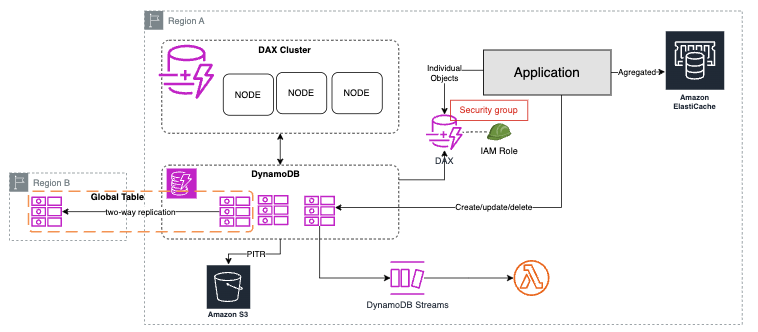 Region A
DAX Cluster
NODE
NODE
NODE
Individual
Objects
Application
Agregated
Amazon
ElastiCache
Security group
DAX
IAM Role
DynamoDB
Region B
Global Table
two-way replication
Create/update/delete
PITR
Amazon S3
DynamoDB Streams